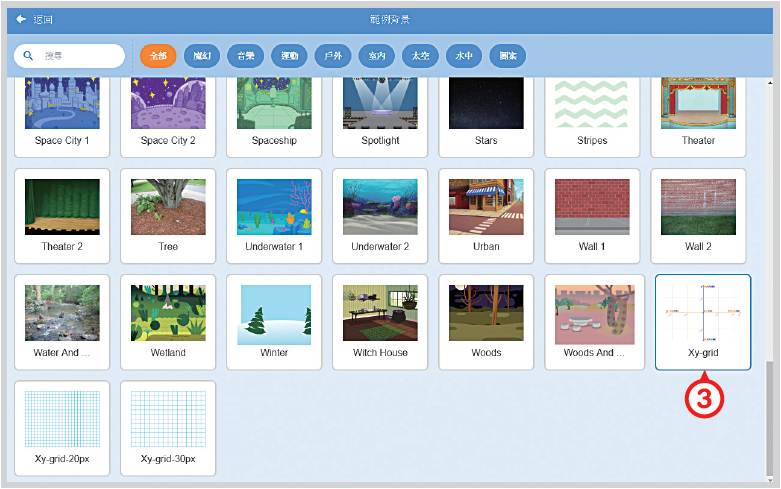 返回
範例背景
搜尋
全部 魔幻 音樂 運動 戶外 室內 太空 水中 圖案
Space City 1 Space City 2 Spaceship Spotlight Stars Stripes Theater
Theater 2 Tree Underwater 1 Underwater 2 Urban Wall 1 Wall 2
Water And ... Wetland Winter Witch House Woods Woods And ... Xy-grid
3
Xy-grid-20px Xy-grid-30px